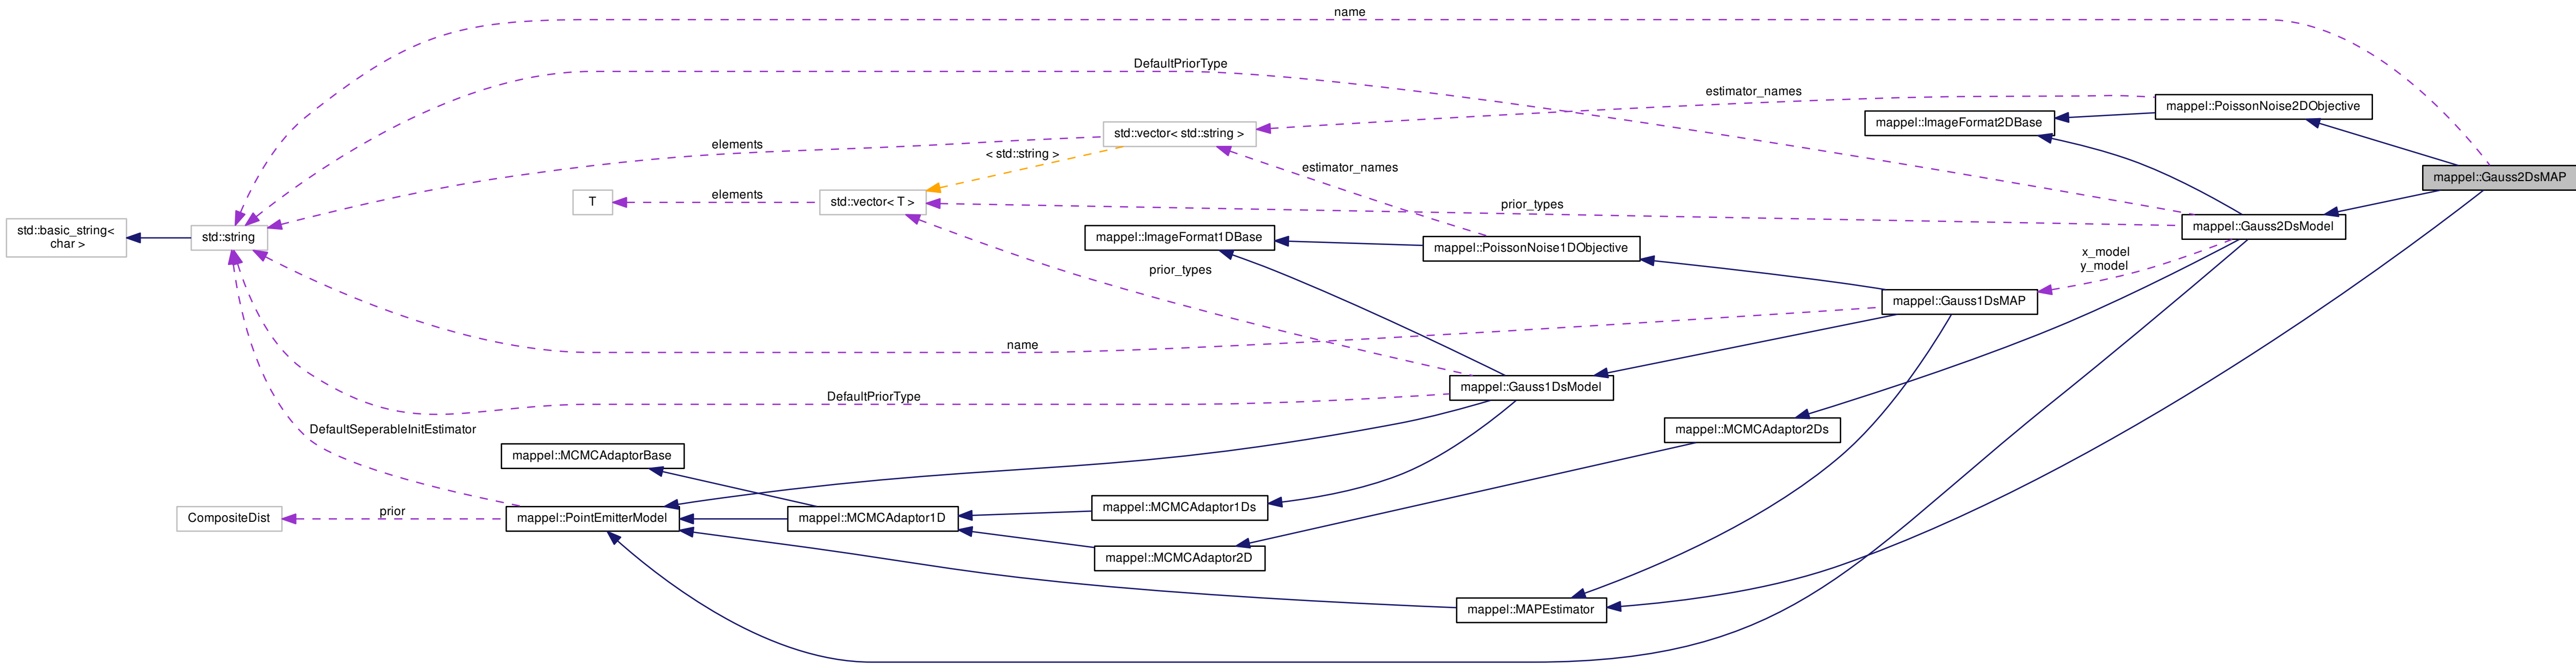 name
DefaultPriorType
estimator_names
mappel::PoissonNoise2DObjective
mappel::ImageFormat2DBase
std::vector< std::string >
elements
< std::string >
estimator_names
mappel::Gauss2DsMAP
T
elements
std::vector< T >
prior_types
mappel::Gauss2DsModel
std::basic_string<
char >
std::string
mappel::ImageFormat1DBase
mappel::PoissonNoise1DObjective
x_model
y_model
prior_types
mappel::Gauss1DsMAP
name
mappel::Gauss1DsModel
DefaultPriorType
DefaultSeperableInitEstimator
mappel::MCMCAdaptor2Ds
mappel::MCMCAdaptorBase
mappel::MCMCAdaptor1Ds
CompositeDist
prior
mappel::PointEmitterModel
mappel::MCMCAdaptor1D
mappel::MCMCAdaptor2D
mappel::MAPEstimator